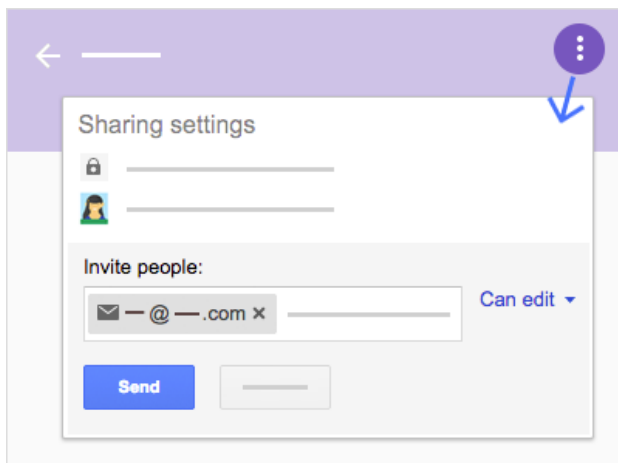 Sharing settings
Invite people:
@ .com ×
Can edit
Send